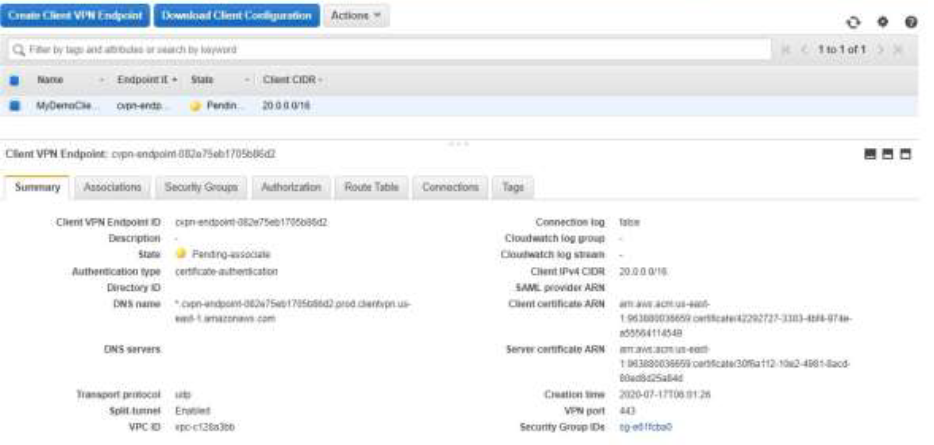 Create Client VPN Endpoint Download Client Configuration Actions
Filter by tags and attributes or search by keyword 1 to 1 of 1
Name Endpoint ID State Client CIDR
MyDemoClie... cvpn-endp... Pendin... 20.0.0.0/16
Client VPN Endpoint: cvpn-endpoint-082e75eb1705b86d2
Summary Associations Security Groups Authorization Route Table Connections Tags
Client VPN Endpoint ID cvpn-endpoint-082e75eb1705b86d2 Connection log false
Description - Cloudwatch log group -
State Pending-associate Cloudwatch log stream -
Authentication type certificate-authentication Client IPv4 CIDR 20.0.0.0/16
Directory ID SAML provider ARN
DNS name *.cvpn-endpoint-082e75eb1705b86d2.prod.clientvpn.us- Client certificate ARN arn:aws:acm:us-east-
east-1.amazonaws.com 1:963880036659:certificate/42292727-3383-4bf4-974e-
a55564114549
DNS servers Server certificate ARN arn:aws:acm:us-east-
1:963880036659:certificate/30f6a112-10e2-4981-8acd-
Transport protocol udp Creation time 2020-07-17T06:01:26
Split-tunnel Enabled VPN port 443
VPC ID vpc-c128a3bb Security Group IDs sg-e61fcba0